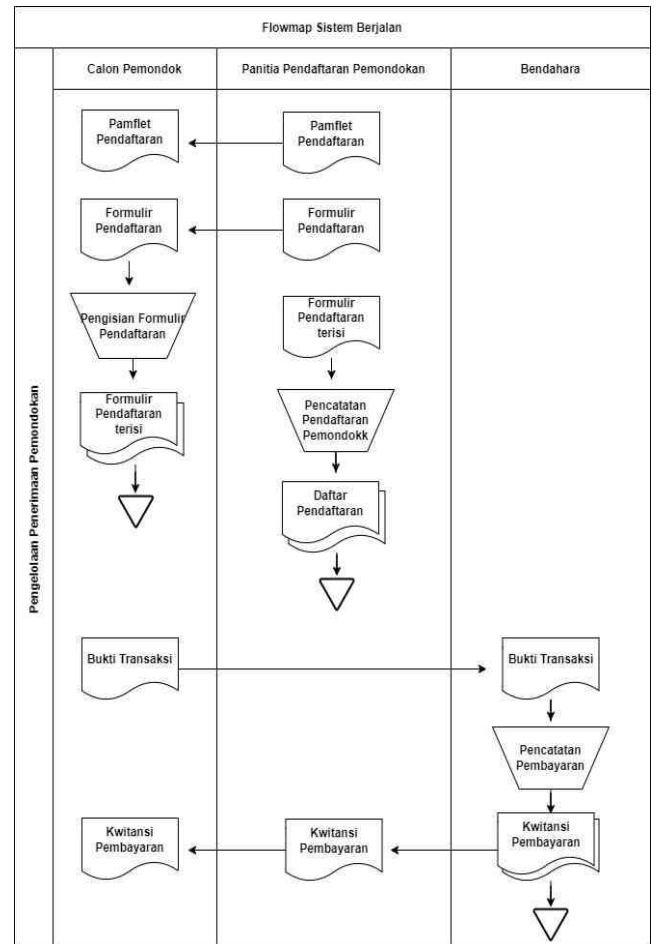 Flowmap Sistem Berjalan
Calon Pemondok
Panitia Pendaftaran Pemondokan
Bendahara
Pengelolaan Penerimaan Pemondokan
Pamflet
Pendaftaran
Pamflet
Pendaftaran
Formulir
Pendaftaran
Formulir
Pendaftaran
Pengisian Formulir
Pendaftaran
Formulir
Pendaftaran
terisi
Formulir
Pendaftaran
terisi
Pencatatan
Pendaftaran
Pemondokk
Daftar
Pendaftaran
Bukti Transaksi
Bukti Transaksi
Pencatatan
Pembayaran
Kwitansi
Pembayaran
Kwitansi
Pembayaran
Kwitansi
Pembayaran